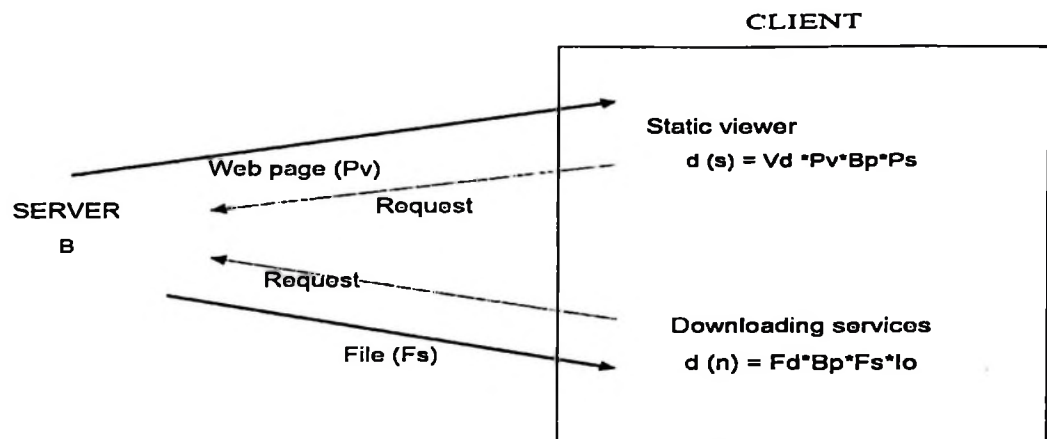 CLIENT
Static viewer
d (s) = Vd *Pv*Bp*Ps
Web page (Pv)
Request
SERVER
B
Request
File (Fs)
Downloading services
d (n) = Fd*Bp*Fs*Io